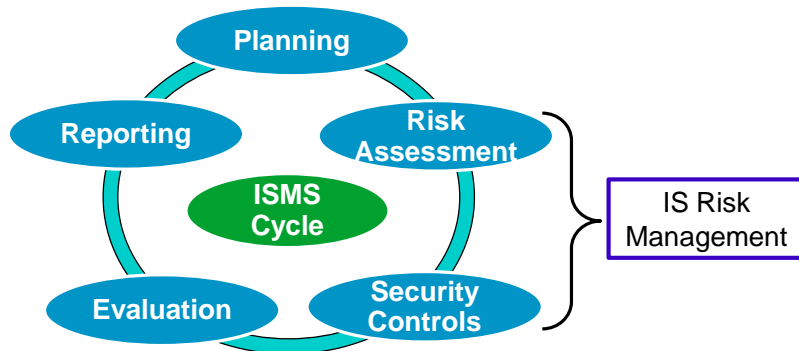 Planning
Reporting
Risk
Assessment
ISMS
Cycle
IS Risk
Management
Evaluation
Security
Controls